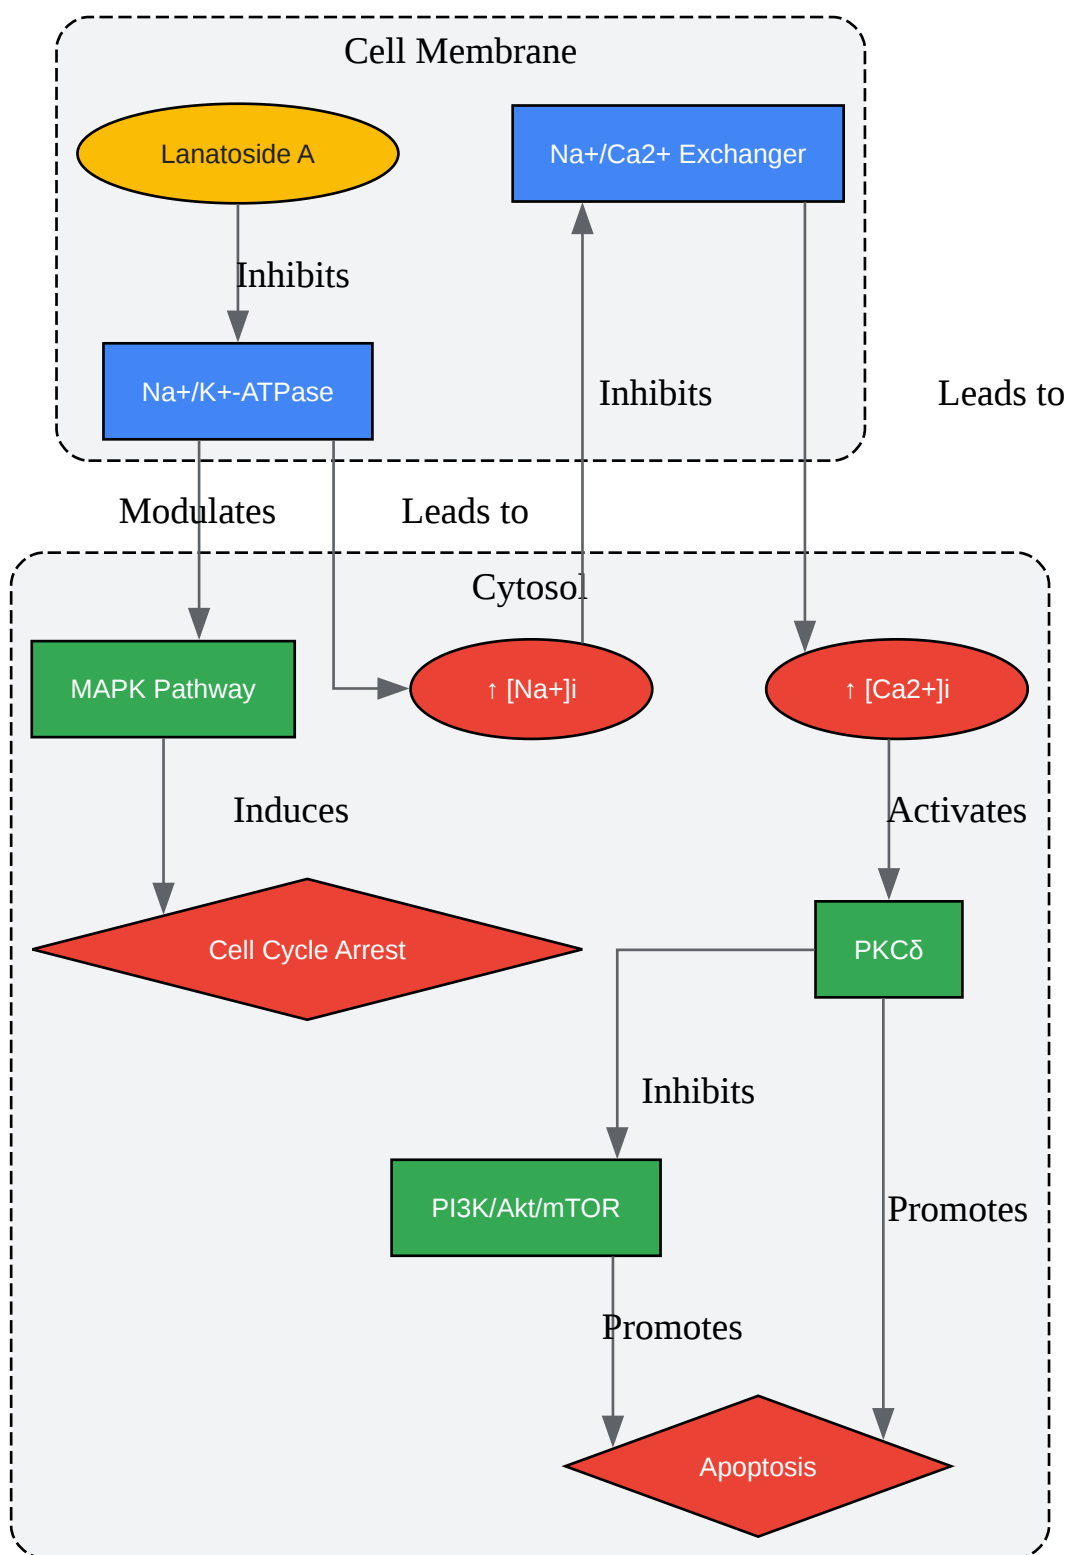 Cell Membrane
Lanatoside A
Na+/Ca2+ Exchanger
Inhibits
Na+/K+-ATPase
Inhibits
Leads to
Modulates
Leads to
Cytosol
MAPK Pathway
↑ [Na+]i
↑ [Ca2+]i
Induces
Activates
Cell Cycle Arrest
PKCδ
Inhibits
PI3K/Akt/mTOR
Promotes
Promotes
Apoptosis